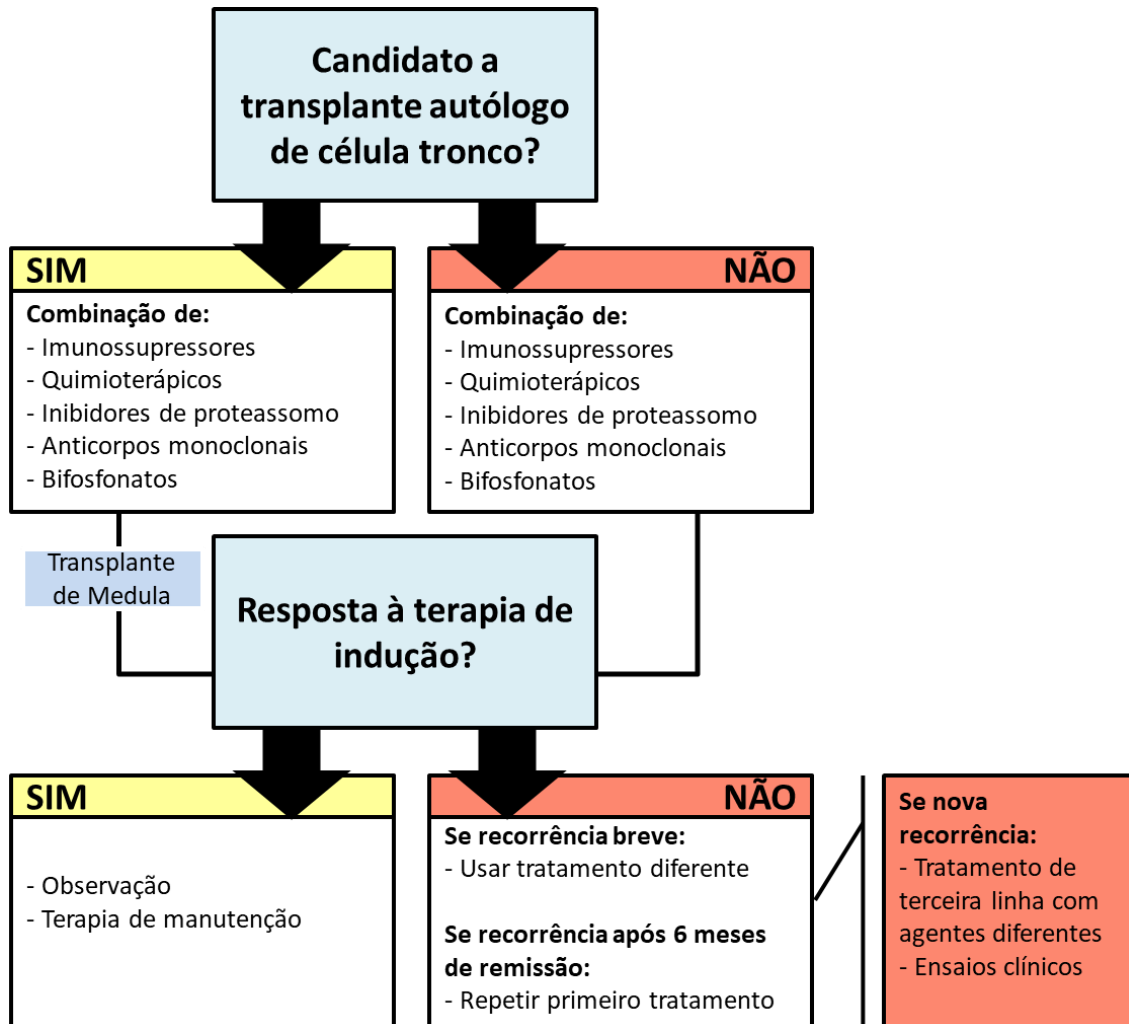 Candidato a
transplante autólogo
de célula tronco?
SIM
Combinação de:
- Imunossupressores
- Quimioterápicos
- Inibidores de proteassomo
- Anticorpos monoclonais
- Bifosfonatos
NÃO
Combinação de:
- Imunossupressores
- Quimioterápicos
- Inibidores de proteassomo
- Anticorpos monoclonais
- Bifosfonatos
Transplante
de Medula
Resposta à terapia de
indução?
SIM
- Observação
- Terapia de manutenção
NÃO
Se recorrência breve:
- Usar tratamento diferente
Se recorrência após 6 meses
de remissão:
- Repetir primeiro tratamento
Se nova
recorrência:
- Tratamento de
terceira linha com
agentes diferentes
- Ensaios clínicos